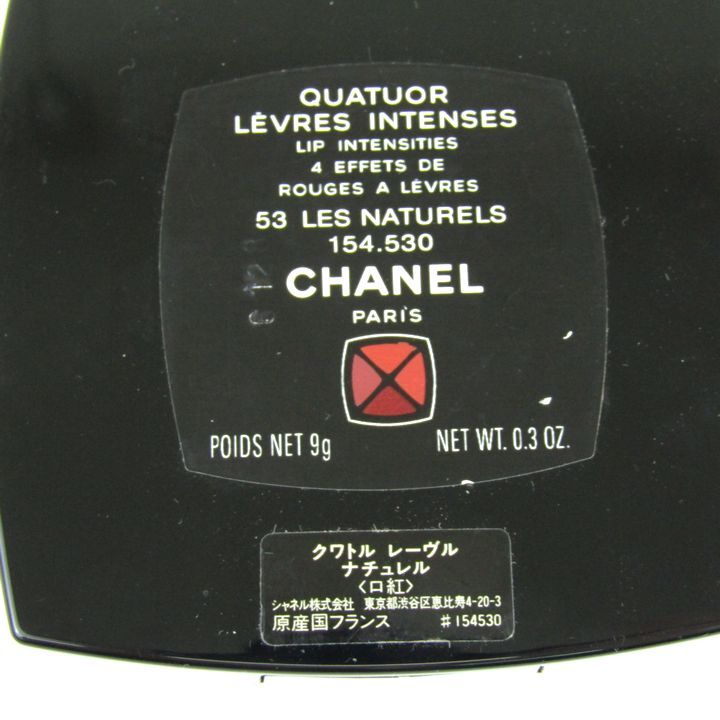 QUATUOR
LÈVRES INTENSES
LIP INTENSITIES
4 EFFETS DE
ROUGES A LÈVRES
53 LES NATURELS
154.530
CHANEL
PARIS
POIDS NET 9g NET WT. 0.3 OZ.
クワトル レーヴル
ナチュレル
〈口紅〉
シャネル株式会社 東京都渋谷区恵比寿4-20-3
原産国フランス #154530